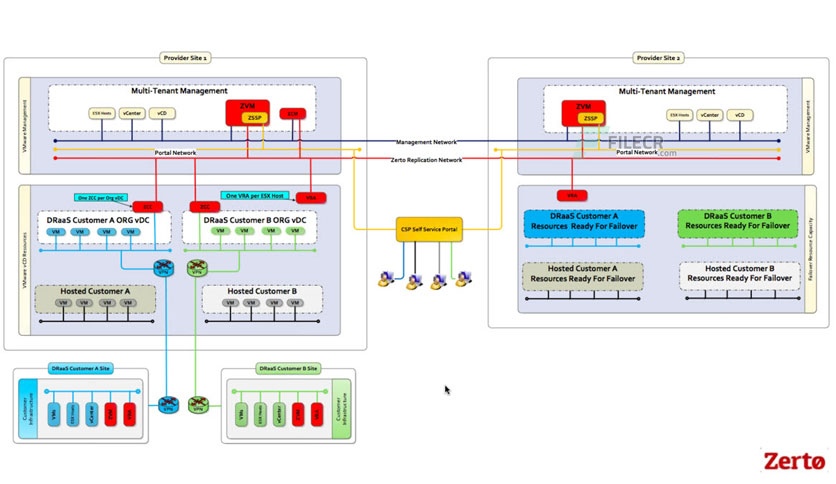 Provider Site 1
Multi-Tenant Management
ESX Hosts
vCenter
vCD
ZVM
ZSSP
ZCM
VMware Management
Portal Network
Management Network
Zerto Replication Network
Provider Site 2
Multi-Tenant Management
ZVM
ZSSP
ESX Hosts
vCenter
vCD
VMware Management
Portal Network
FILECR
.com
One ZCC per Org vDC
ZCC
ZCC
One VRA per ESX Host
VRA
DRaaS Customer A ORG vDC
VM VM VM VM
DRaaS Customer B ORG vDC
VM VM VM VM
VPN
VPN
Hosted Customer A
VM VM VM VM
Hosted Customer B
VM VM VM VM
VMware vCD Resources
CSP Self Service Portal
VRA
DRaaS Customer A
Resources Ready For Failover
DRaaS Customer B
Resources Ready For Failover
Hosted Customer A
Resources Ready For Failover
Hosted Customer B
Resources Ready For Failover
Failover Resource Capacity
DRaaS Customer A Site
Customer
Infrastructure
VMs
ESX Hosts
vCenter
ZVM
VRA
VPN
VPN
DRaaS Customer B Site
VMs
ESX Hosts
vCenter
ZVM
VRA
Customer
Infrastructure
Zerto